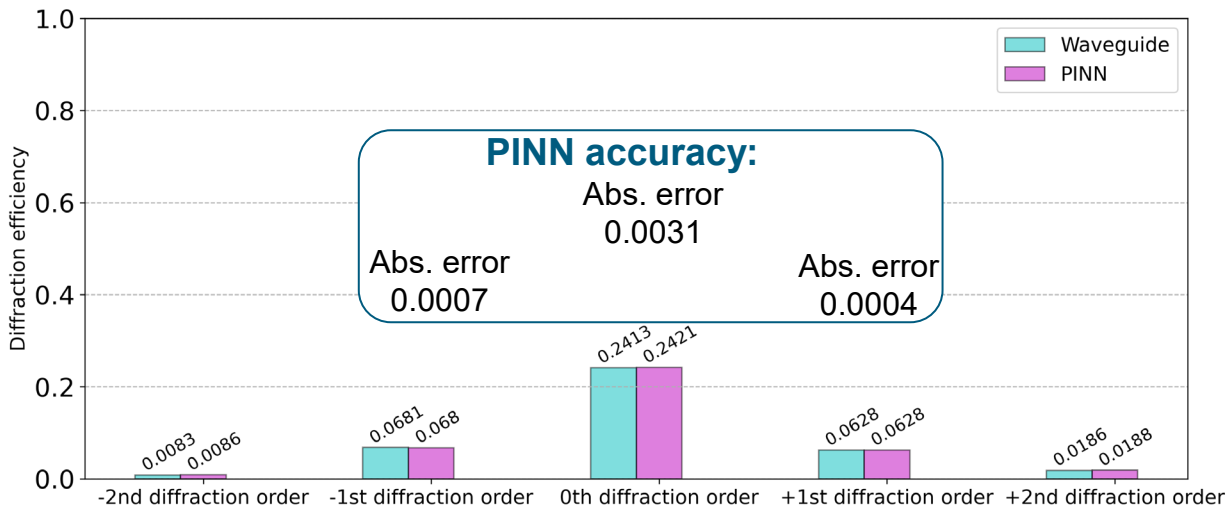 1.0
0.8
0.6
0.4
0.2
0.0
Diffraction efficiency
Waveguide
PINN
PINN accuracy:
Abs. error
0.0031
Abs. error
0.0007
Abs. error
0.0004
0.0083
0.0086
0.0681
0.068
0.2413
0.2421
0.0628
0.0628
0.0186
0.0188
-2nd diffraction order
-1st diffraction order
0th diffraction order
+1st diffraction order
+2nd diffraction order